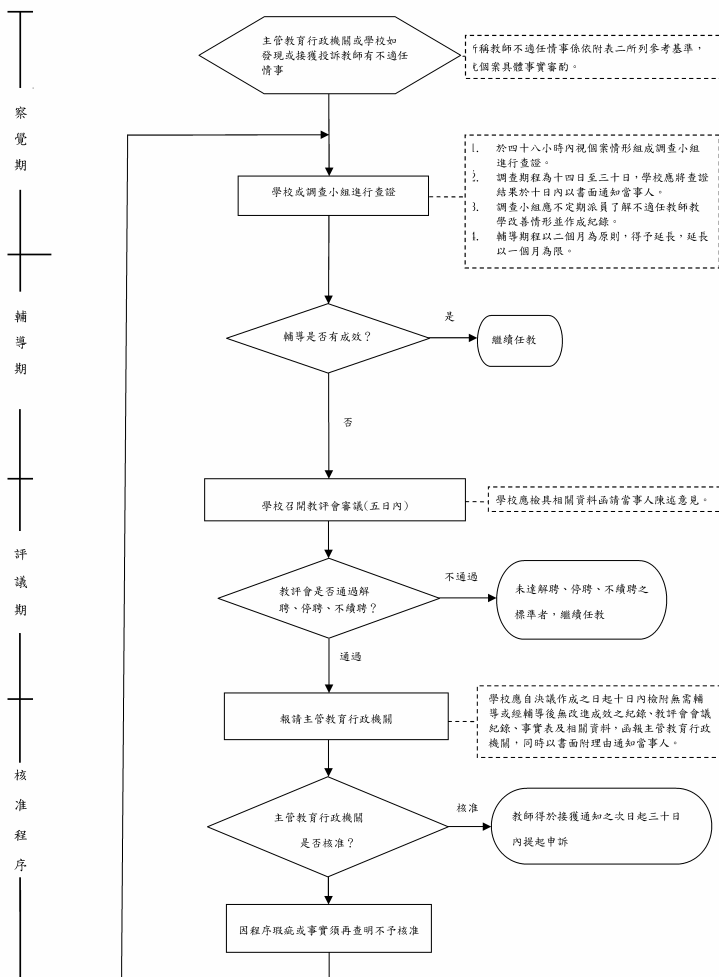 主管教育行政機關或學校如
發現或接獲投訴教師有不適任
情事
所稱教師不適任情事係依附表二所列參考基準，
視個案具體事實審酌。
察
覺
期
學校或調查小組進行查證
1. 於四十八小時內視個案情形組成調查小組
進行查證。
2. 調查期程為十四日至三十日，學校應將查證
結果於十日內以書面通知當事人。
3. 調查小組應不定期派員了解不適任教師教
學改善情形並作成紀錄。
4. 輔導期程以二個月為原則，得予延長，延長
以一個月為限。
輔
導
期
輔導是否有成效？
是
繼續任教
否
學校召開教評會審議(五日內)
學校應檢具相關資料函請當事人陳述意見。
評
議
期
教評會是否通過解
聘、停聘、不續聘？
不通過
未達解聘、停聘、不續聘之
標準者，繼續任教
通過
報請主管教育行政機關
學校應自決議作成之日起十日內檢附無需輔
導或經輔導後無改進成效之紀錄、教評會會議
紀錄、事實表及相關資料，函報主管教育行政
機關，同時以書面附理由通知當事人。
核
准
程
序
主管教育行政機關
是否核准？
核准
教師得於接獲通知之次日起三十日
內提起申訴
因程序瑕疵或事實須再查明不予核准